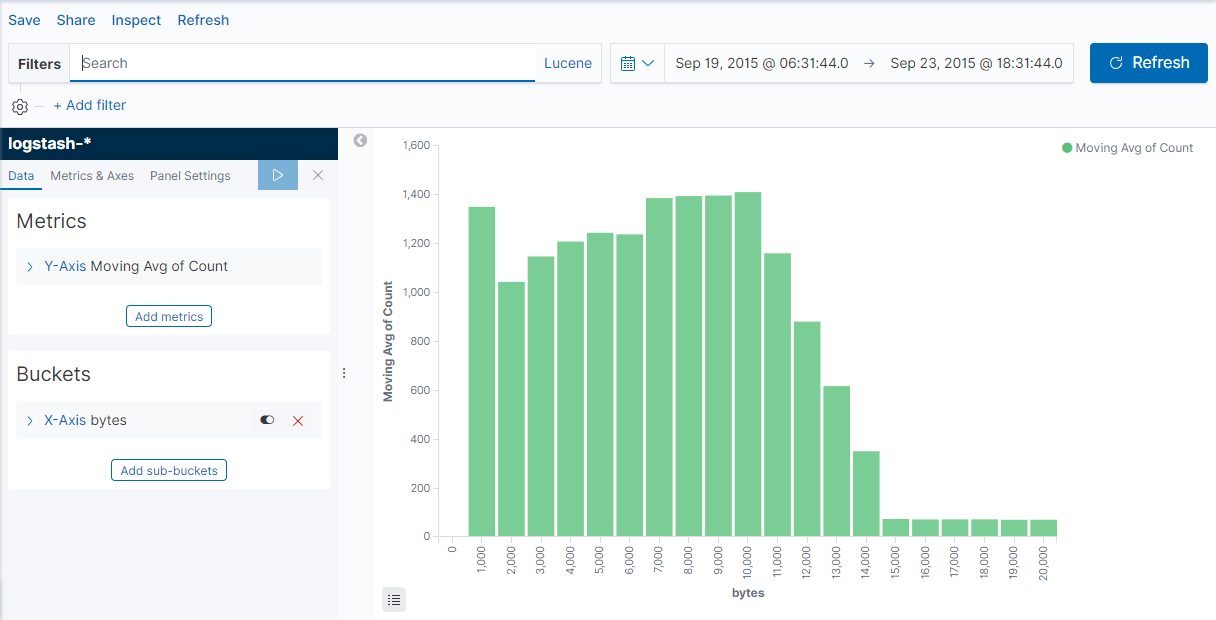 Save Share Inspect Refresh
Filters Search Lucene Sep 19, 2015 @ 06:31:44.0 → Sep 23, 2015 @ 18:31:44.0 Refresh
+ Add filter
logstash-*
Data Metrics & Axes Panel Settings
Metrics
Y-Axis Moving Avg of Count
Add metrics
Buckets
X-Axis bytes
Add sub-buckets
Moving Avg of Count
1,600
1,400
1,200
1,000
800
600
400
200
0
Moving Avg of Count
0 1,000 2,000 3,000 4,000 5,000 6,000 7,000 8,000 9,000 10,000 11,000 12,000 13,000 14,000 15,000 16,000 17,000 18,000 19,000 20,000
bytes